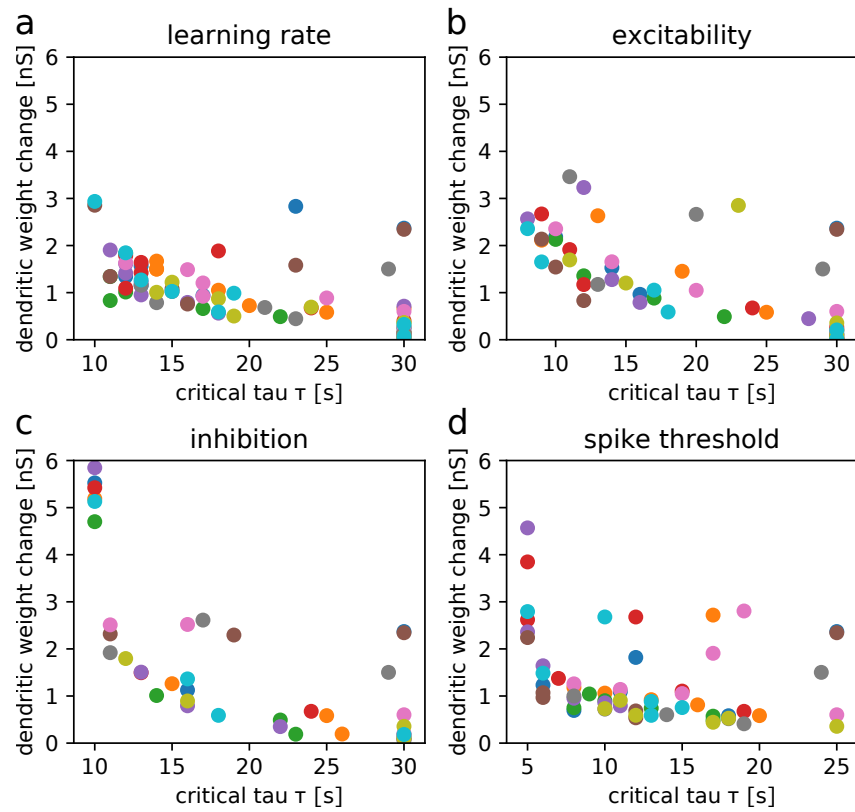 a
learning rate
dendritic weight change [nS]
6
5
4
3
2
1
0
10 15 20 25 30
critical tau τ [s]
b
excitability
dendritic weight change [nS]
6
5
4
3
2
1
0
10 15 20 25 30
critical tau τ [s]
c
inhibition
dendritic weight change [nS]
6
5
4
3
2
1
0
10 15 20 25 30
critical tau τ [s]
d
spike threshold
dendritic weight change [nS]
6
5
4
3
2
1
0
5 10 15 20 25
critical tau τ [s]